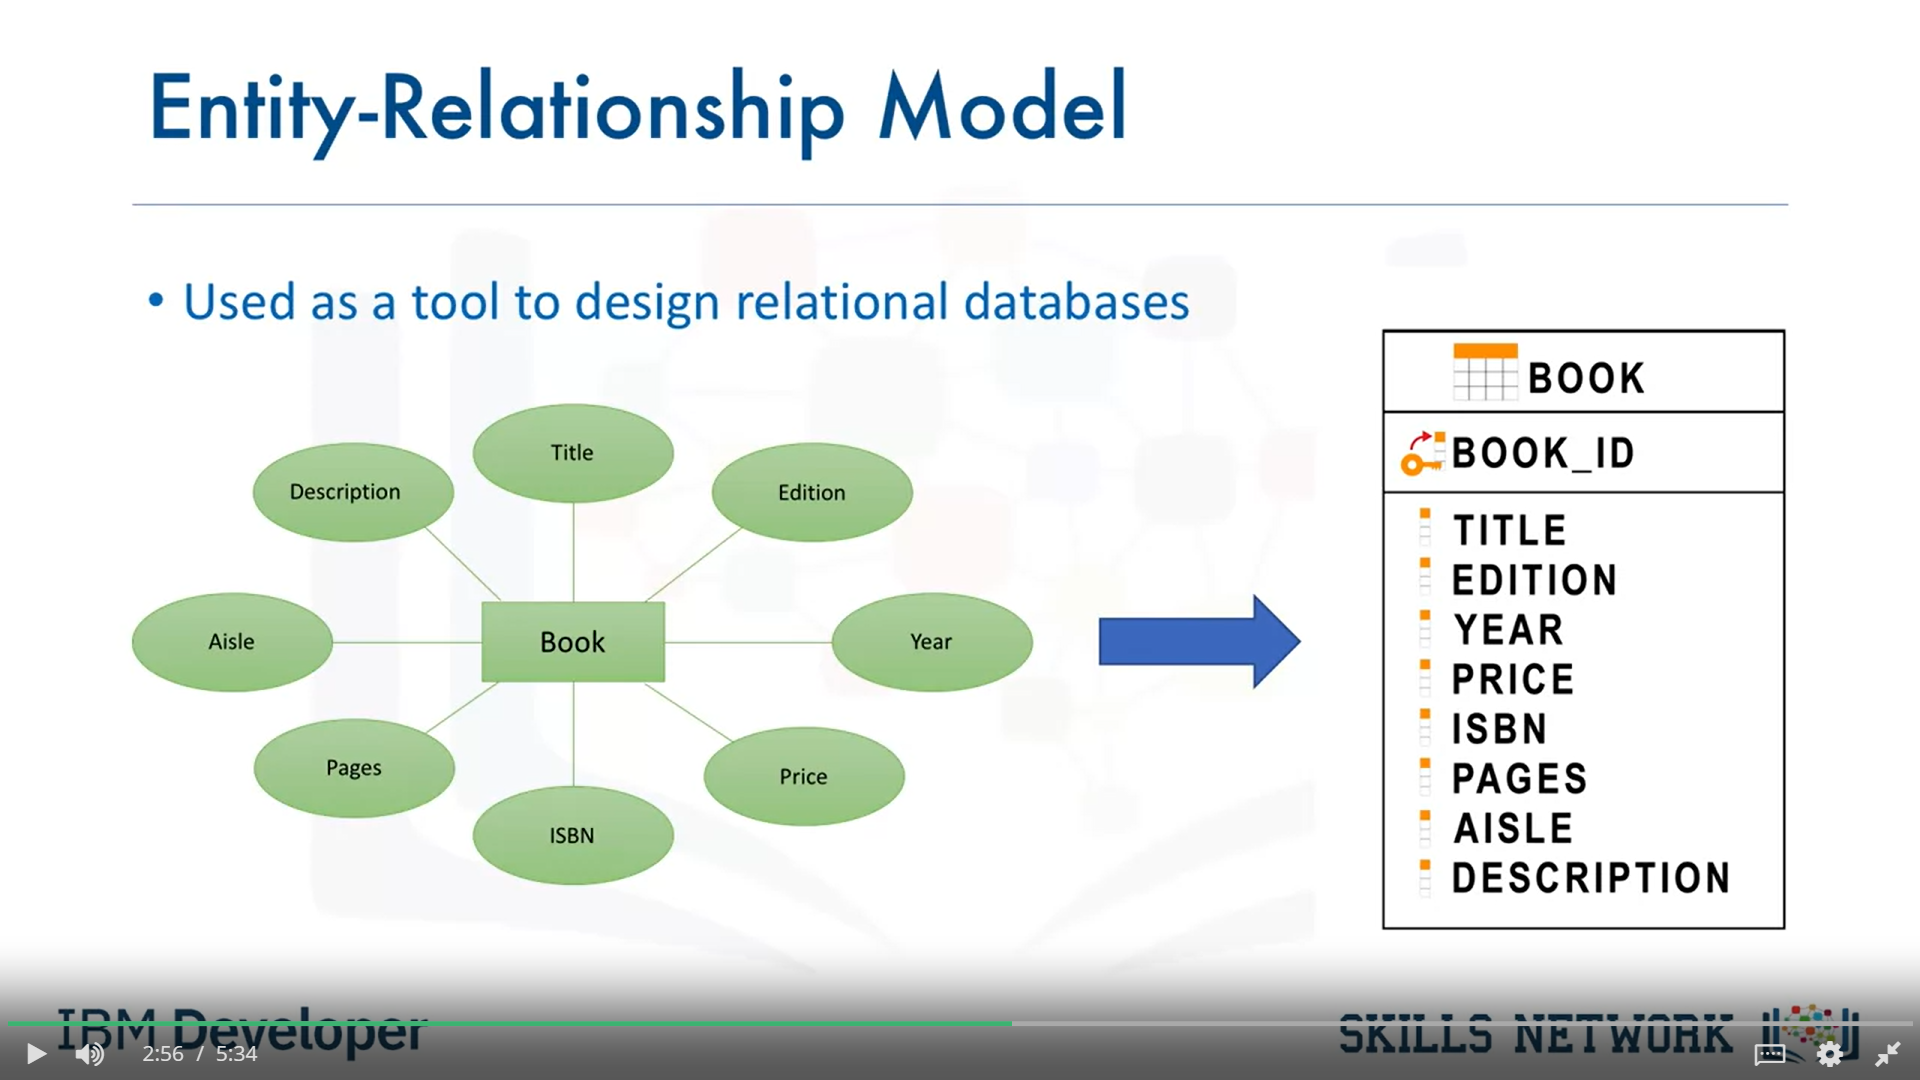 Entity-Relationship Model
• Used as a tool to design relational databases
Title
Description
Edition
Aisle
Book
Year
Pages
Price
ISBN
BOOK
BOOK_ID
TITLE
EDITION
YEAR
PRICE
ISBN
PAGES
AISLE
DESCRIPTION
IBM Developer
SKILLS NETWORK
2:56 / 5:34